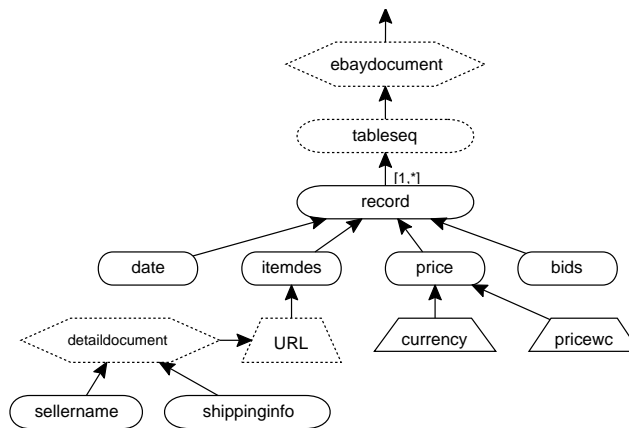 ebaydocument
tableseq
[1,*]
record
date
itemdes
price
bids
detaildocument
URL
currency
pricewc
sellername
shippinginfo